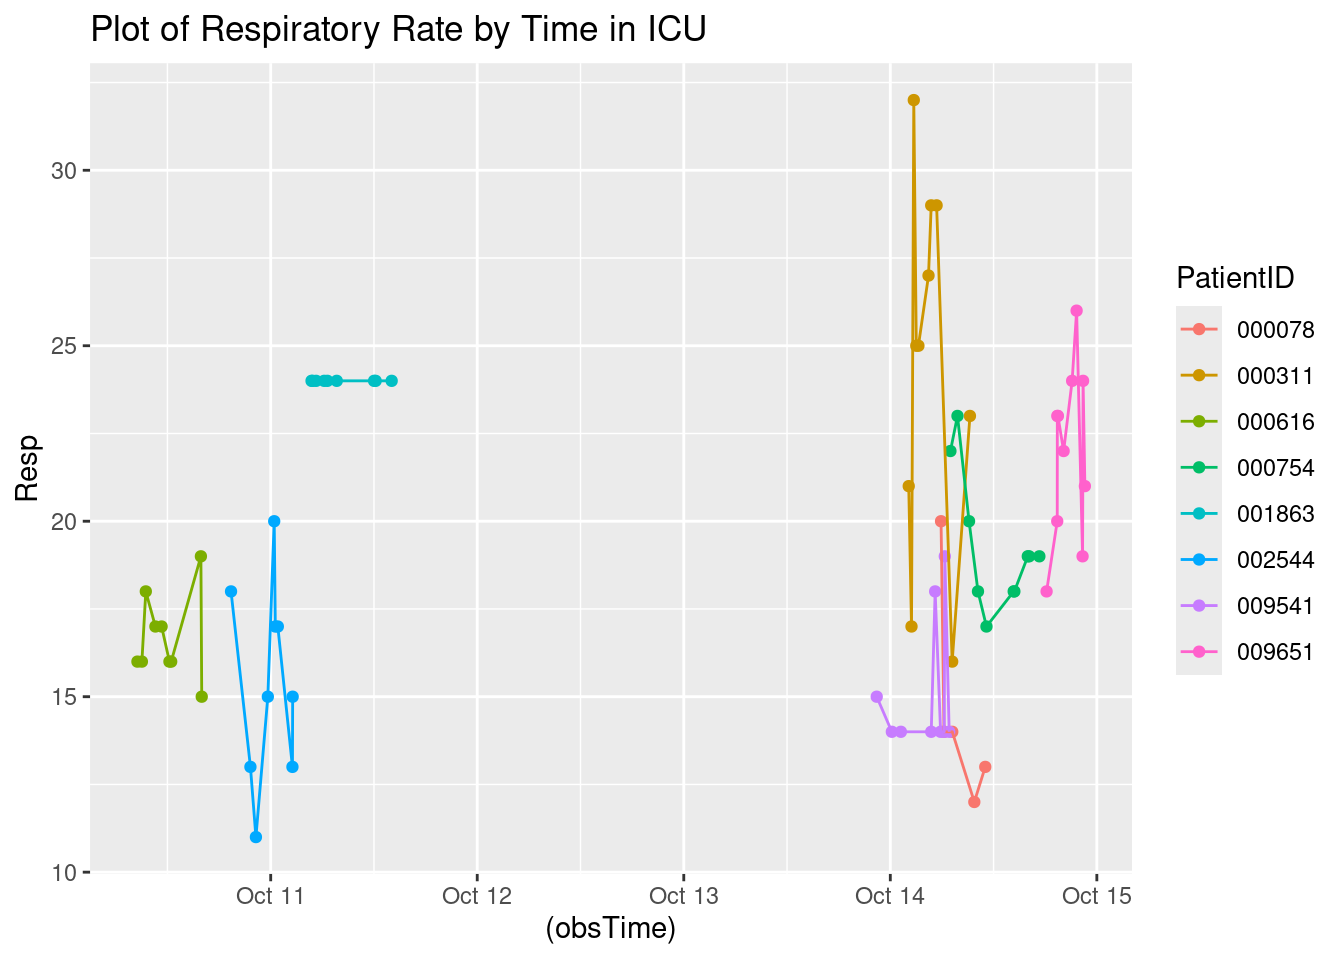 Plot of Respiratory Rate by Time in ICU
Resp
30
25
20
15
10
Oct 11
Oct 12
Oct 13
Oct 14
Oct 15
(obsTime)
PatientID
000078
000311
000616
000754
001863
002544
009541
009651